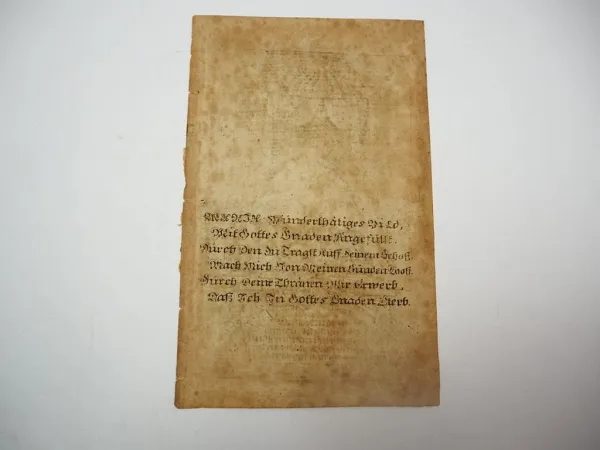 MARIA Wunderthätiges Bild,
Mit Gottes Gnaden Angefüllt.
Durch Den Du Tragst Auff Deinem Schoß,
Mach Mich Von Meinen Sünden Looß
Durch Deine Thränen Mir Erwerb,
Daß Ich In Gottes Gnaden Sterb.